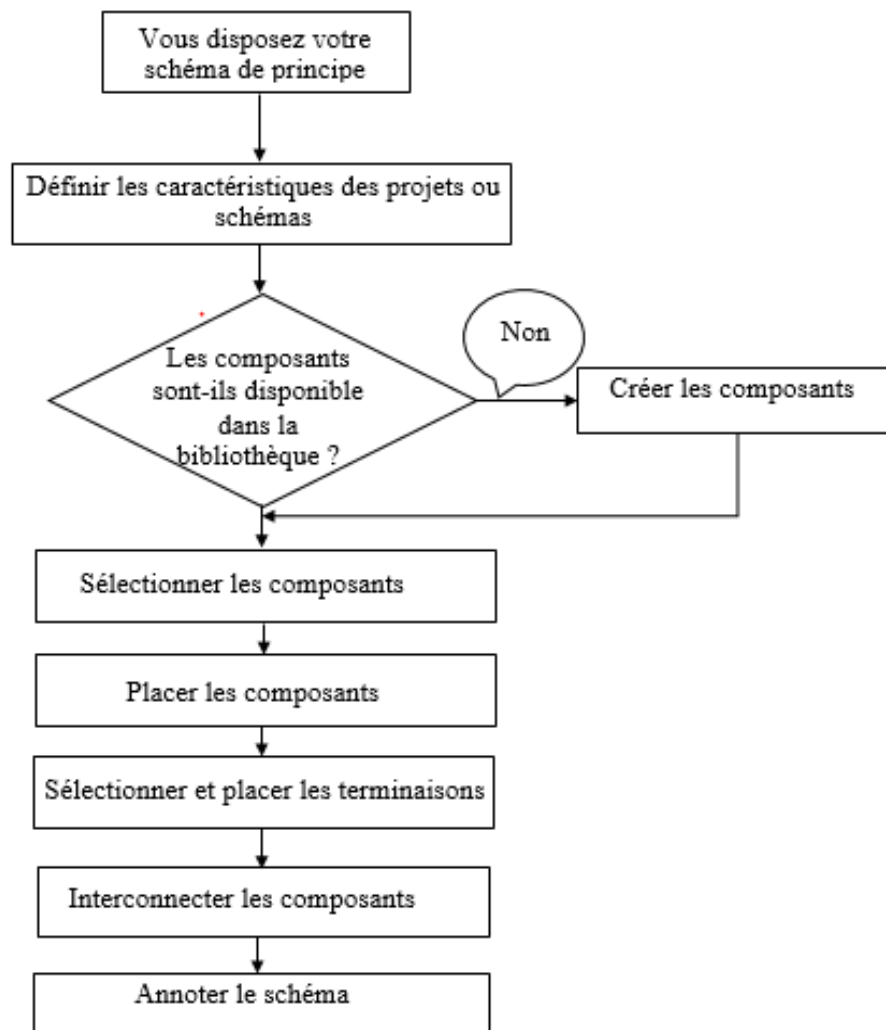 Vous disposez votre
schéma de principe
Définir les caractéristiques des projets ou
schémas
Les composants
sont-ils disponible
dans la
bibliothèque ?
Non
Créer les composants
Sélectionner les composants
Placer les composants
Sélectionner et placer les terminaisons
Interconnecter les composants
Annoter le schéma